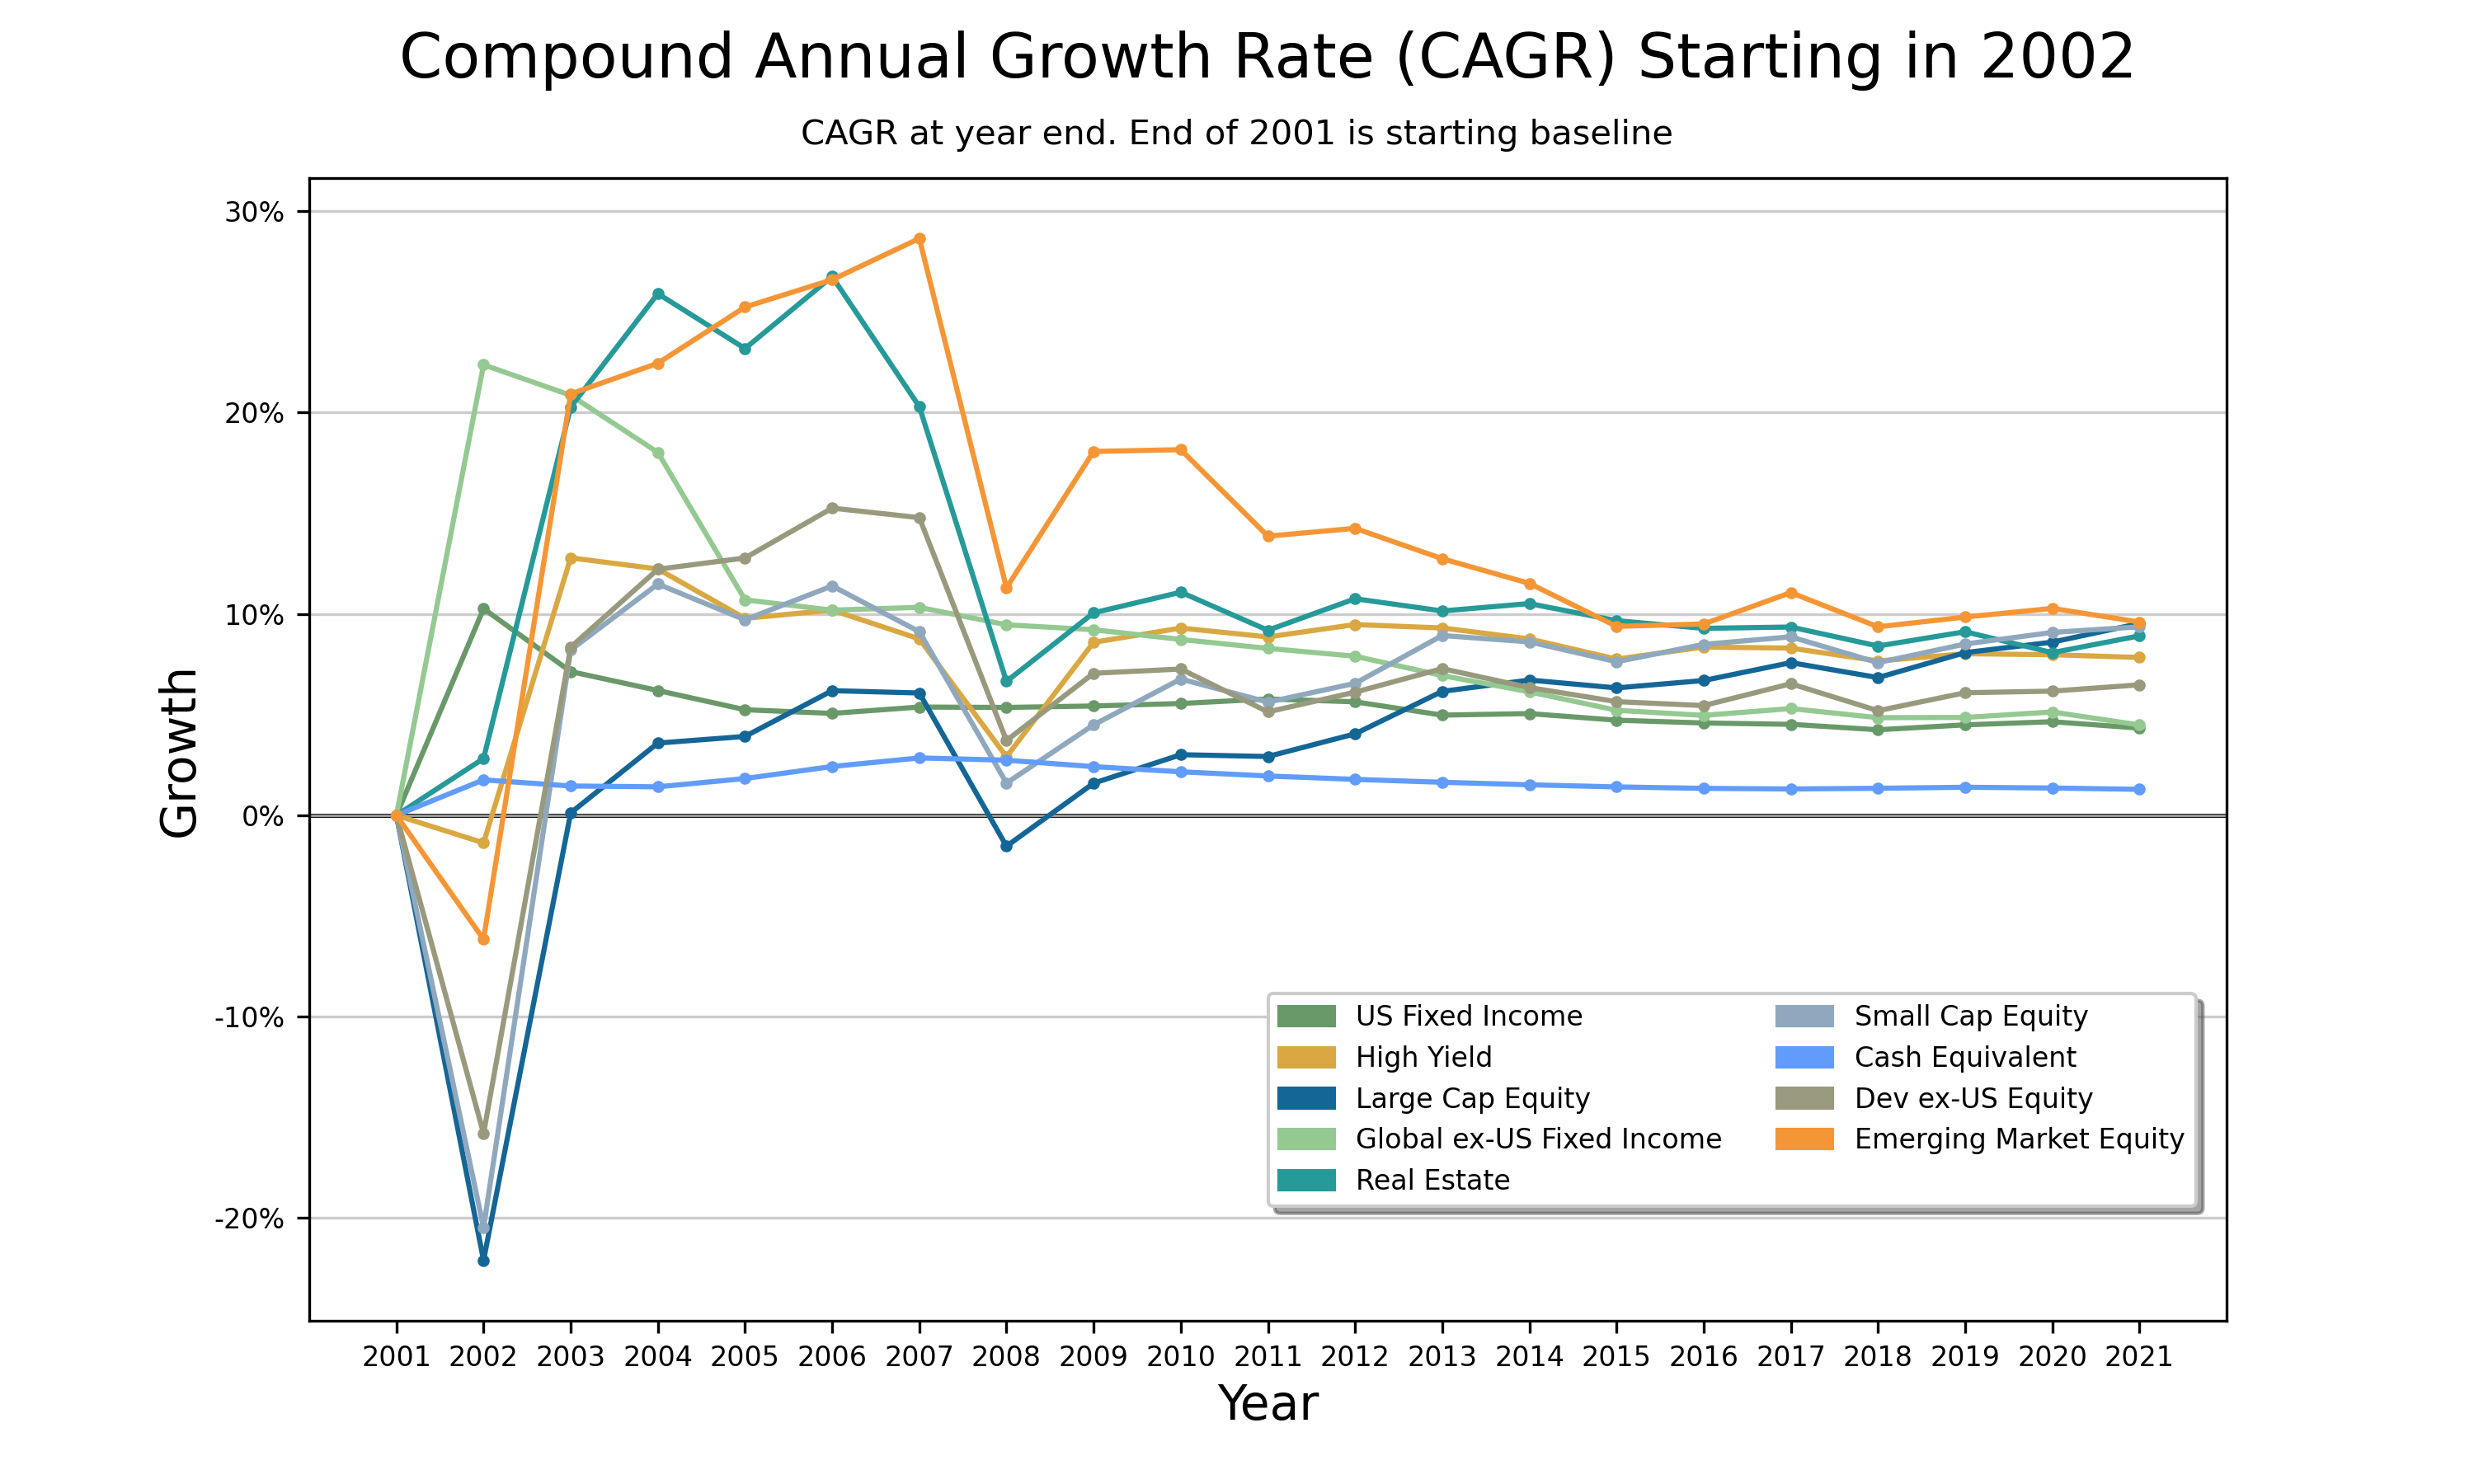 Compound Annual Growth Rate (CAGR) Starting in 2002
CAGR at year end. End of 2001 is starting baseline
30%
20%
10%
0%
-10%
-20%
Growth
US Fixed Income
High Yield
Large Cap Equity
Global ex-US Fixed Income
Real Estate
Small Cap Equity
Cash Equivalent
Dev ex-US Equity
Emerging Market Equity
2001 2002 2003 2004 2005 2006 2007 2008 2009 2010 2011 2012 2013 2014 2015 2016 2017 2018 2019 2020 2021
Year